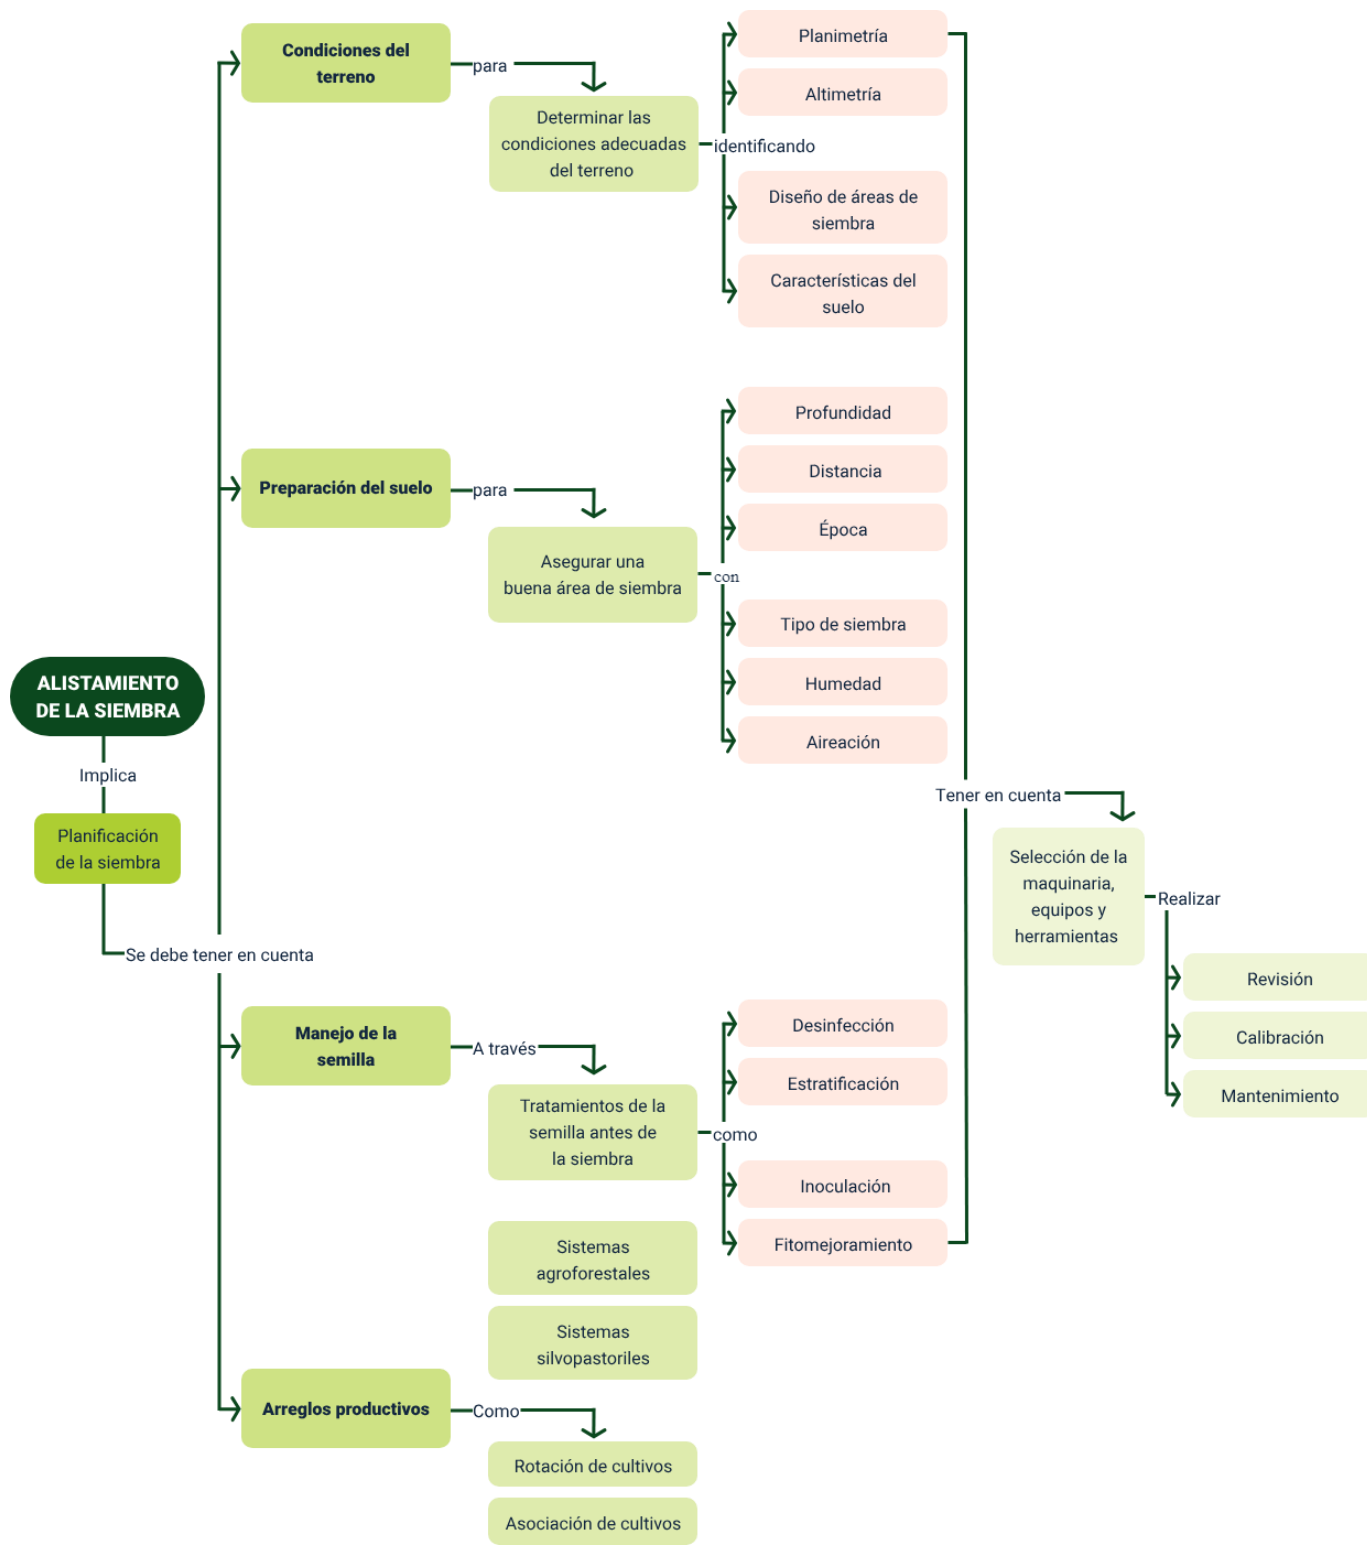 ALISTAMIENTO
DE LA SIEMBRA
Implica
Planificación
de la siembra
Se debe tener en cuenta
Condiciones del
terreno
para
Determinar las
condiciones adecuadas
del terreno
identificando
Planimetría
Altimetría
Diseño de áreas de
siembra
Características del
suelo
Preparación del suelo
para
Asegurar una
buena área de siembra
con
Profundidad
Distancia
Época
Tipo de siembra
Humedad
Aireación
Manejo de la
semilla
A través
Tratamientos de la
semilla antes de
la siembra
como
Desinfección
Estratificación
Inoculación
Fitomejoramiento
Arreglos productivos
Como
Sistemas
agroforestales
Sistemas
silvopastoriles
Rotación de cultivos
Asociación de cultivos
Tener en cuenta
Selección de la
maquinaria,
equipos y
herramientas
Realizar
Revisión
Calibración
Mantenimiento